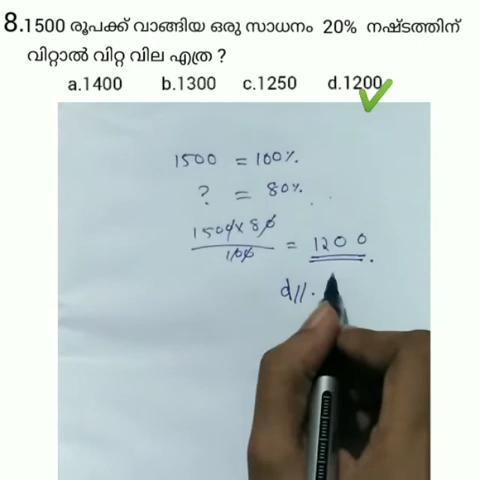 8.1500 രൂപക്ക് വാങ്ങിയ ഒരു സാധനം 20% നഷ്ടത്തിന്
വിറ്റാൽ വിറ്റ വില എത്ര ?
a.1400 b.1300 c.1250 d.1200
1500 = 100%.
? = 80%.
1500 x 80
100
= 1200.
d//.